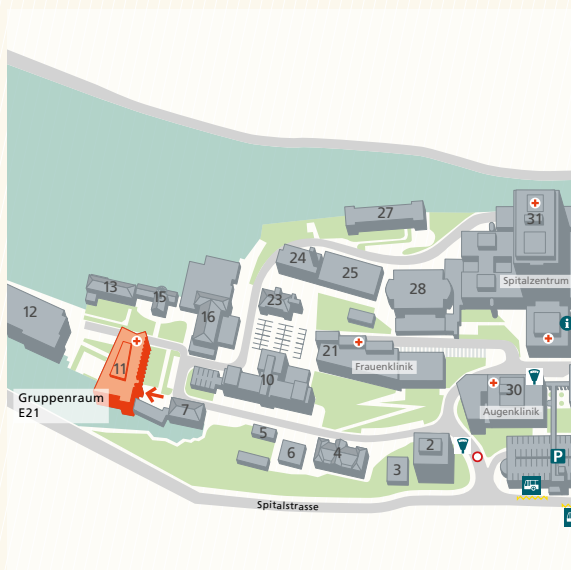 27
31
24
25
Spitalzentrum
13
15
28
12
23
16
i
21
Frauenklinik
11
10
30
Gruppenraum
E21
7
Augenklinik
5
2
6
4
P
3
Spitalstrasse